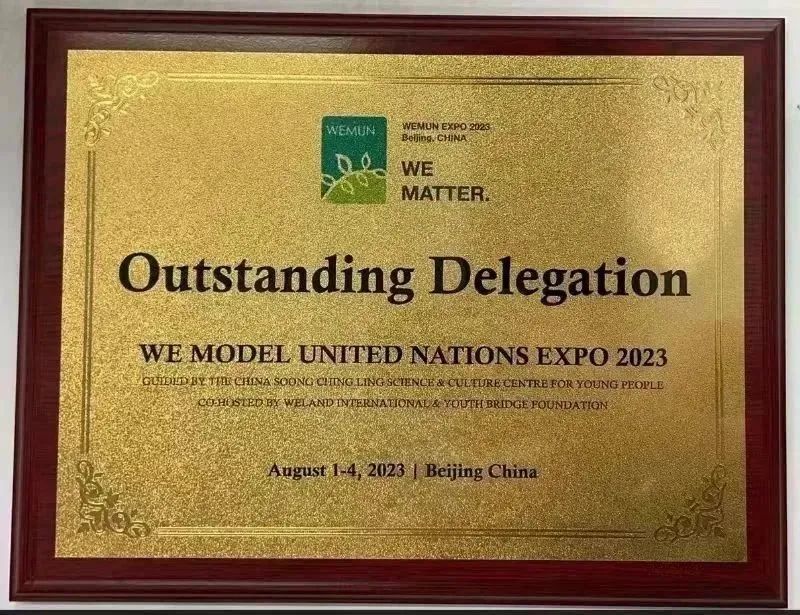 WEMUN
WEMUN EXPO 2023
Beijing, CHINA
WE
MATTER.
Outstanding Delegation
WE MODEL UNITED NATIONS EXPO 2023
GUIDED BY THE CHINA SOONG CHING LING SCIENCE & CULTURE CENTRE FOR YOUNG PEOPLE
CO-HOSTED BY WELAND INTERNATIONAL & YOUTH BRIDGE FOUNDATION
August 1-4, 2023 | Beijing China